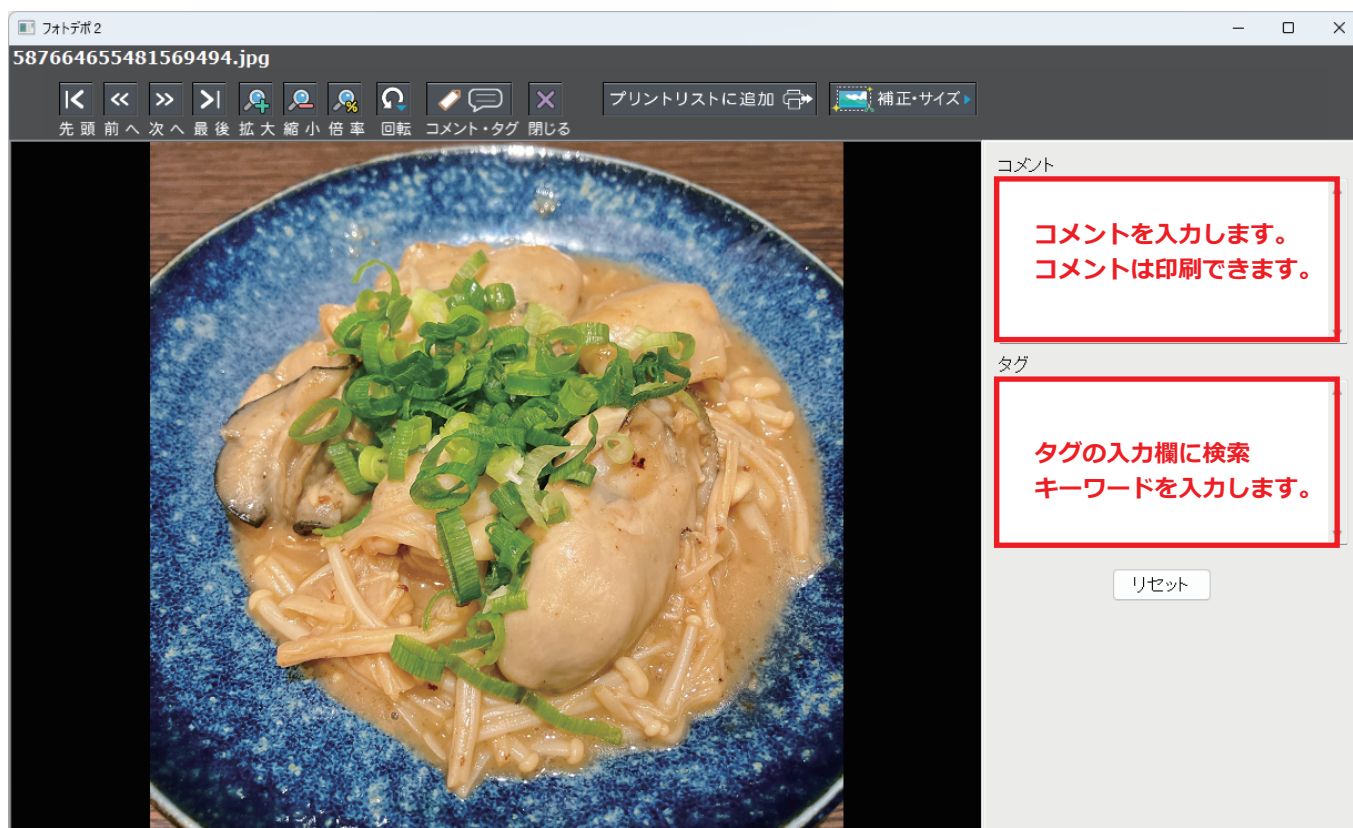 フォトデポ2
587664655481569494.jpg
先頭 前へ 次へ 最後 拡大 縮小 倍率 回転 コメント・タグ 閉じる
プリントリストに追加 補正・サイズ
コメント
コメントを入力します。
コメントは印刷できます。
タグ
タグの入力欄に検索
キーワードを入力します。
リセット